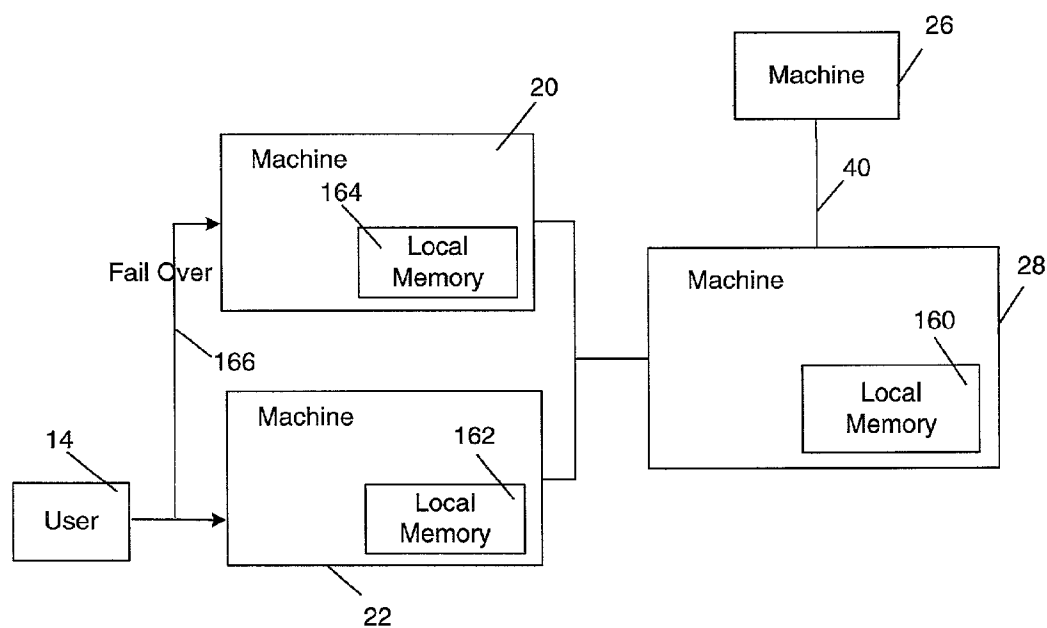 26
Machine
20
Machine
164
Local
Memory
40
Fail Over
Machine
28
166
160
Local
Memory
Machine
14
162
User
Local
Memory
22